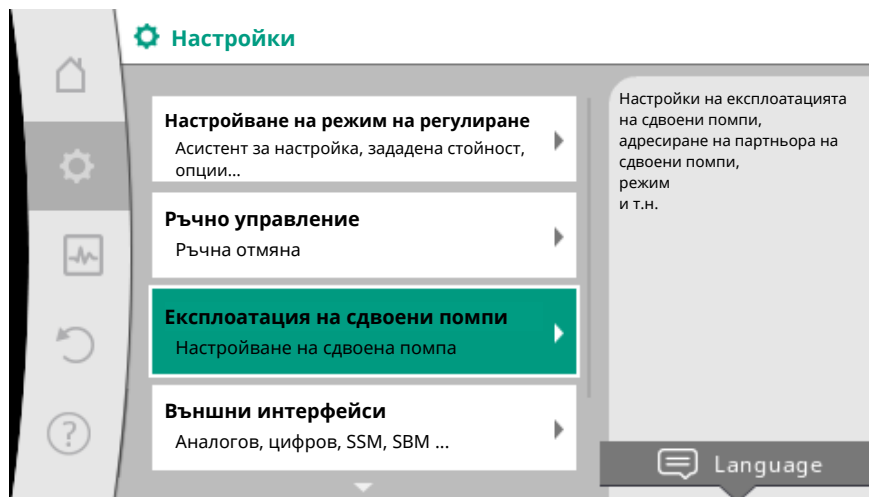 Настройки
Настройване на режим на регулиране
Асистент за настройка, зададена стойност,
опции...
Ръчно управление
Ръчна отмяна
Експлоатация на сдвоени помпи
Настройване на сдвоена помпа
Външни интерфейси
Аналогов, цифров, SSM, SBM ...
Настройки на експлоатацията
на сдвоени помпи,
адресиране на партньора на
сдвоени помпи,
режим
и т.н.
Language